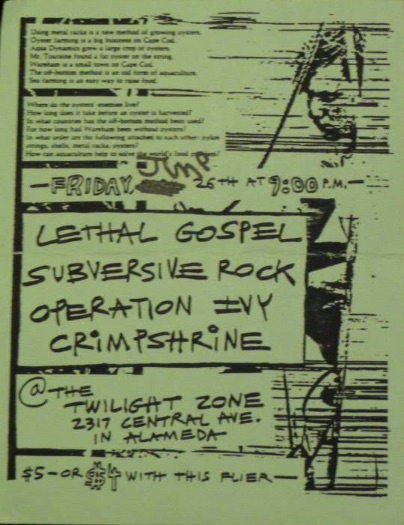 Using metal racks is a new method of growing oysters.
Oyster farming is a big business on Cape Cod.
Aqua Dynamics grew a large crop of oysters.
Mr. Touraine found a fat oyster on the string.
Wareham is a small town on Cape Cod.
The off-bottom method is an old form of aquaculture.
Sea farming is an easy way to raise food.
Where do the oysters' enemies live?
How long does it take before an oyster is harvested?
In what countries has the off-bottom method been used?
For how long had Wareham been without oysters?
In what order are the following attached to each other: nylon
strings, shells, metal racks, oysters?
How can aquaculture help to solve the world's food problem?
—FRIDAY, 26TH AT 9:00 P.M.—
LETHAL GOSPEL
SUBVERSIVE ROCK
OPERATION IVY
CRIMPSHRINE
@ THE
TWILIGHT ZONE
2317 CENTRAL AVE.
IN ALAMEDA
$5—OR $4 WITH THIS FLIER—